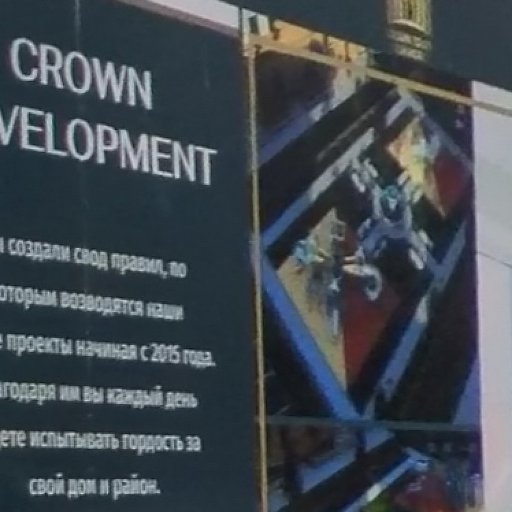 CROWN
VELOPMENT
создали свод правил, по
оторым возводятся наши
проекты начиная с 2015 года.
агодаря им вы каждый день
ете испытывать гордость за
свой дом и район.